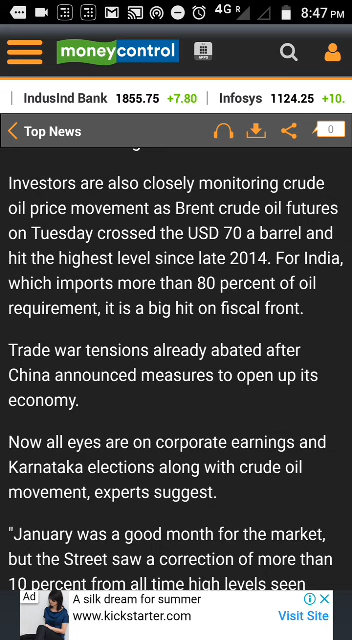 4G R 8:47 PM
moneycontrol APPS
IndusInd Bank 1855.75 +7.80 Infosys 1124.25 +10.
Top News 0
Investors are also closely monitoring crude
oil price movement as Brent crude oil futures
on Tuesday crossed the USD 70 a barrel and
hit the highest level since late 2014. For India,
which imports more than 80 percent of oil
requirement, it is a big hit on fiscal front.
Trade war tensions already abated after
China announced measures to open up its
economy.
Now all eyes are on corporate earnings and
Karnataka elections along with crude oil
movement, experts suggest.
"January was a good month for the market,
but the Street saw a correction of more than
10 percent from all time high levels seen
Ad A silk dream for summer
www.kickstarter.com Visit Site